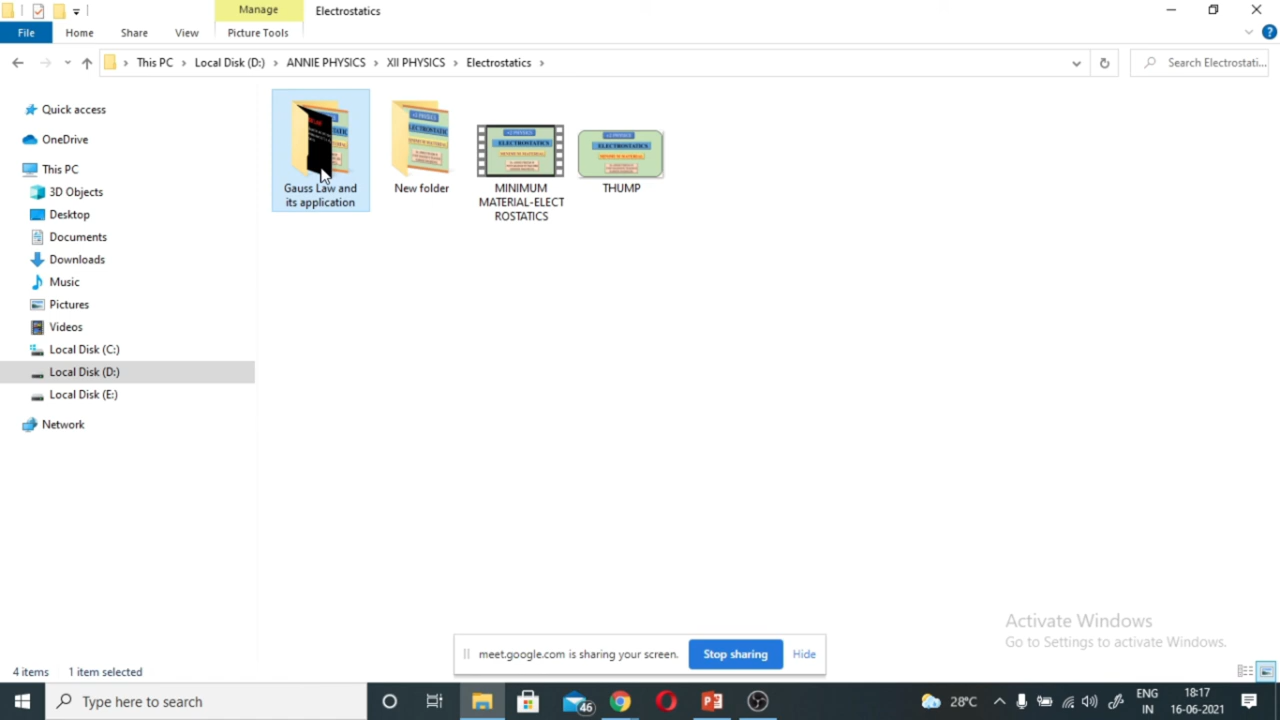 Manage
Electrostatics
File
Home
Share
View
Picture Tools
This PC
Local Disk (D:)
ANNIE PHYSICS
XII PHYSICS
Electrostatics
Search Electrostati...
Quick access
OneDrive
This PC
3D Objects
Desktop
Documents
Downloads
Music
Pictures
Videos
Local Disk (C:)
Local Disk (D:)
Local Disk (E:)
Network
Gauss Law and
its application
New folder
ELECTROSTATICS
MINIMUM
MATERIAL-ELECT
ROSTATICS
+2 PHYSICS
ELECTROSTATICS
THUMP
Activate Windows
Go to Settings to activate Windows.
meet.google.com is sharing your screen.
Stop sharing
Hide
4 items
1 item selected
Type here to search
46
28°C
ENG
IN
18:17
16-06-2021